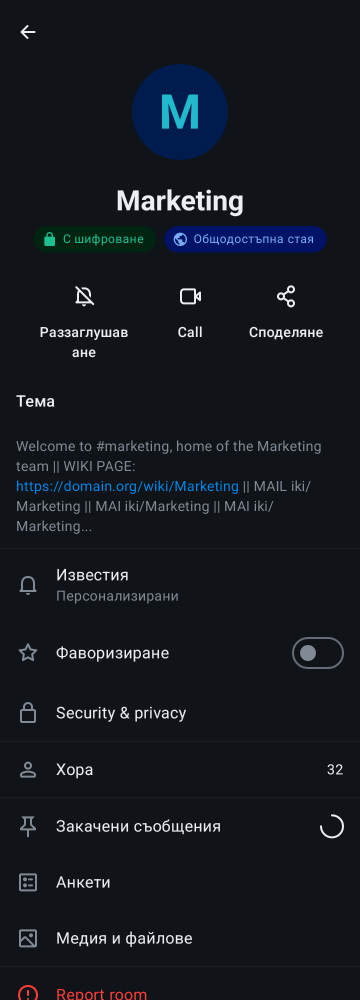 M
Marketing
С шифроване
Общодостъпна стая
Раззаглушав
ане
Call
Споделяне
Тема
Welcome to #marketing, home of the Marketing
team || WIKI PAGE:
https://domain.org/wiki/Marketing || MAIL iki/
Marketing || MAI iki/Marketing || MAI iki/
Marketing...
Известия
Персонализирани
Фаворизиране
Security & privacy
Хора
32
Закачени съобщения
Анкети
Медия и файлове
Report room